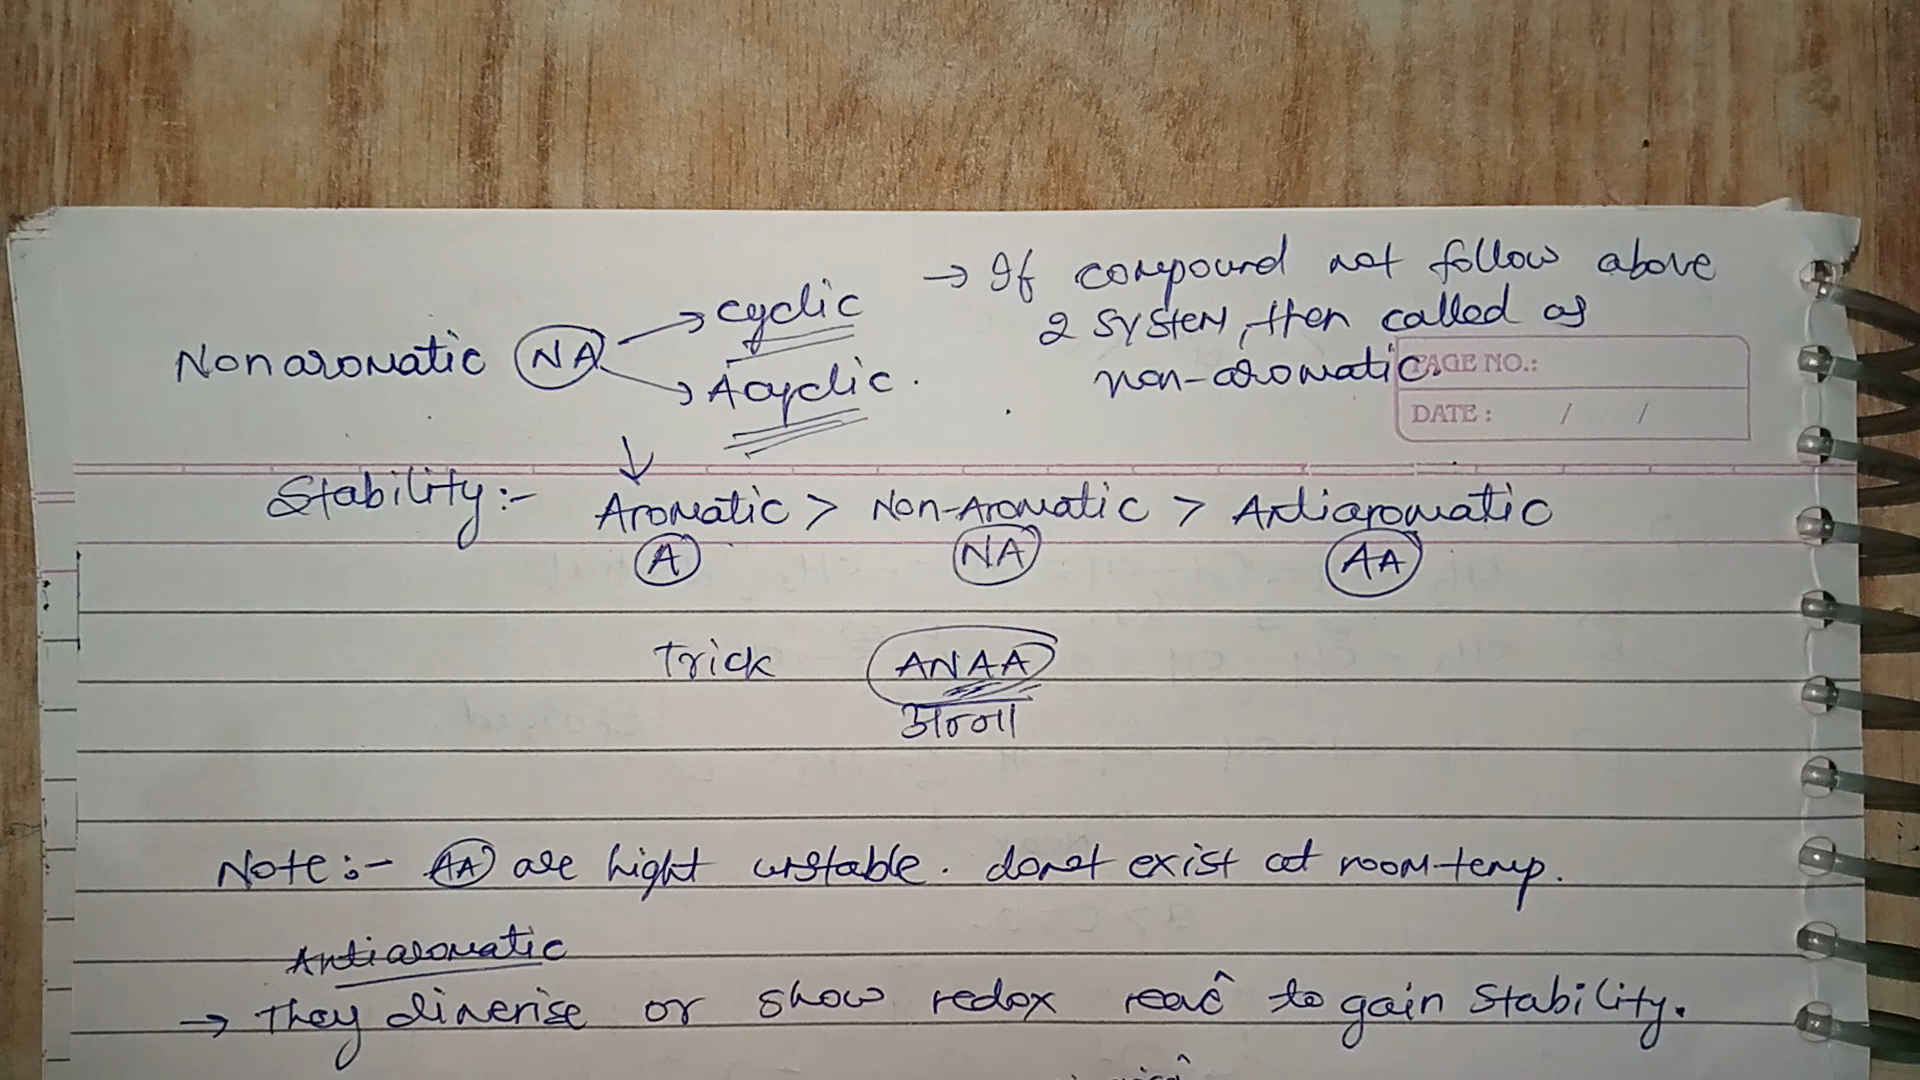 → If compound not follow above
2 system, then called as
non-aromatic.
Nonaromatic NA → cyclic
→ Acyclic.
PAGE NO.:
DATE: / /
↓
Stability:- Aromatic > Non-Aromatic > Antiaromatic
A NA AA
Trick ANAA
अन्ना
Note:- AA are hight unstable. donot exist at room temp.
Antiaromatic
→ They dimerise or show redox reacⁿ to gain stability.